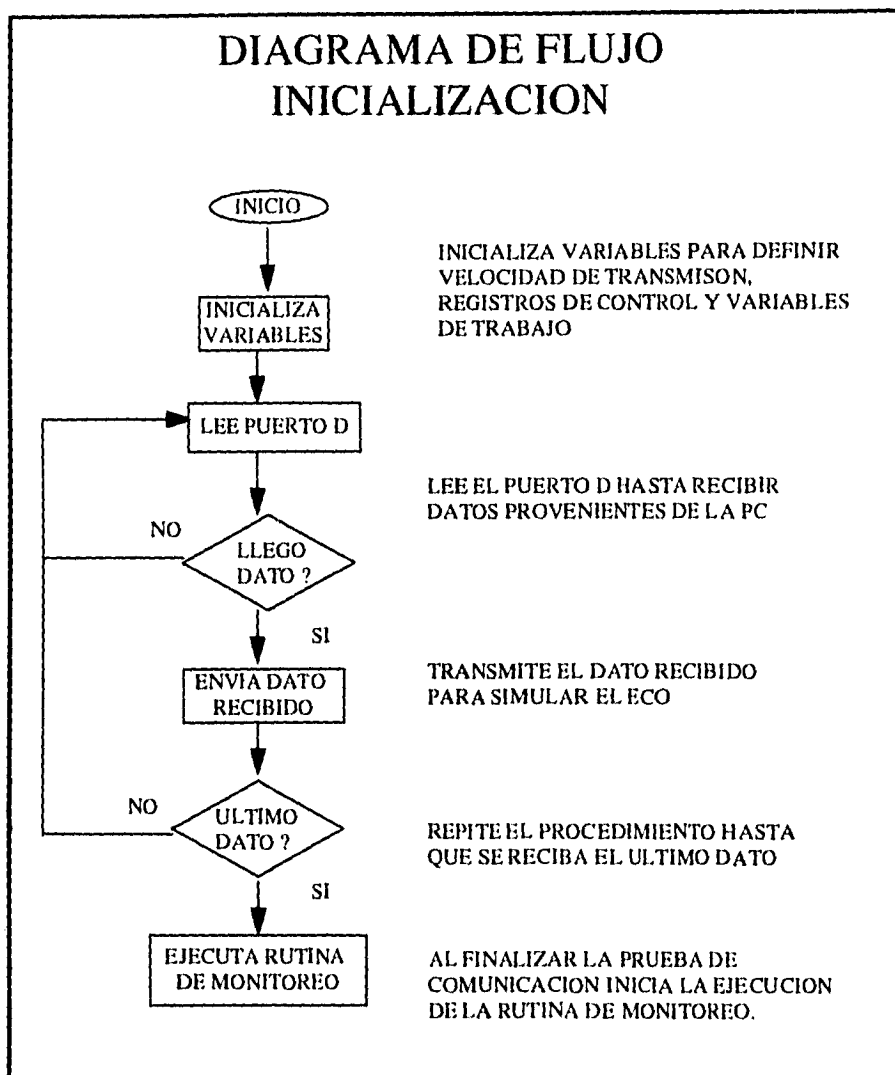 DIAGRAMA DE FLUJO
INICIALIZACION
INICIO
INICIALIZA VARIABLES PARA DEFINIR
VELOCIDAD DE TRANSMISON,
REGISTROS DE CONTROL Y VARIABLES
DE TRABAJO
INICIALIZA
VARIABLES
LEE PUERTO D
LEE EL PUERTO D HASTA RECIBIR
DATOS PROVENIENTES DE LA PC
NO
LLEGO
DATO ?
SI
ENVIA DATO
RECIBIDO
TRANSMITE EL DATO RECIBIDO
PARA SIMULAR EL ECO
NO
ULTIMO
DATO ?
REPITE EL PROCEDIMIENTO HASTA
QUE SE RECIBA EL ULTIMO DATO
SI
EJECUTA RUTINA
DE MONITOREO
AL FINALIZAR LA PRUEBA DE
COMUNICACION INICIA LA EJECUCION
DE LA RUTINA DE MONITOREO.